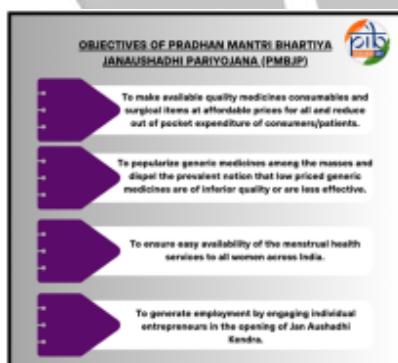 pib
OBJECTIVES OF PRADHAN MANTRI BHARTIYA
JANAUSHADHI PARIYOJANA (PMBJP)
To make available quality medicines consumables and
surgical items at affordable prices for all and reduce
out of pocket expenditure of consumers/patients.
To popularize generic medicines among the masses and
dispel the prevalent notion that low priced generic
medicines are of inferior quality or are less effective.
To ensure easy availability of the menstrual health
services to all women across India.
To generate employment by engaging individual
entrepreneurs in the opening of Jan Aushadhi
Kendra.